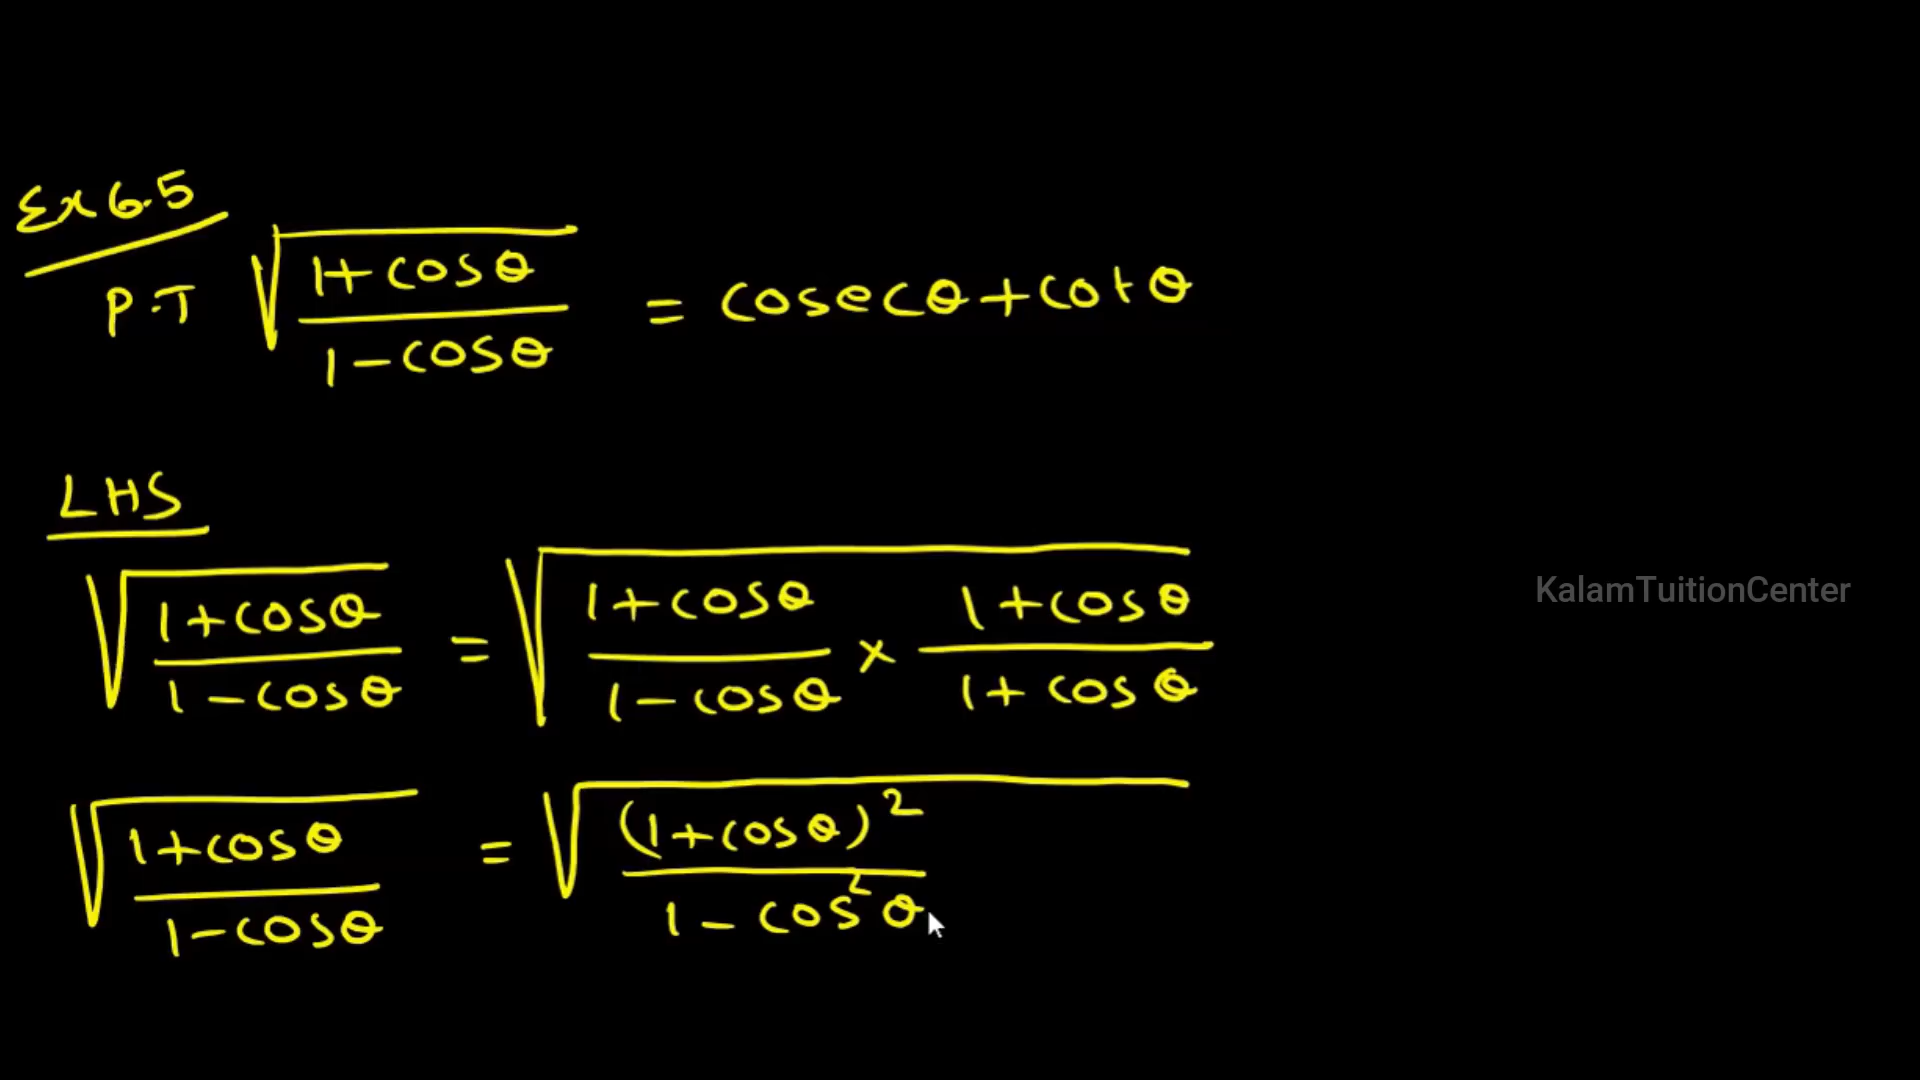 Ex 6.5
P.T √((1+cosθ)/(1-cosθ)) = cosecθ+cotθ
LHS
√((1+cosθ)/(1-cosθ)) = √((1+cosθ)/(1-cosθ) × (1+cosθ)/(1+cosθ))
KalamTuitionCenter
√((1+cosθ)/(1-cosθ)) = √((1+cosθ)²/(1-cos²θ))